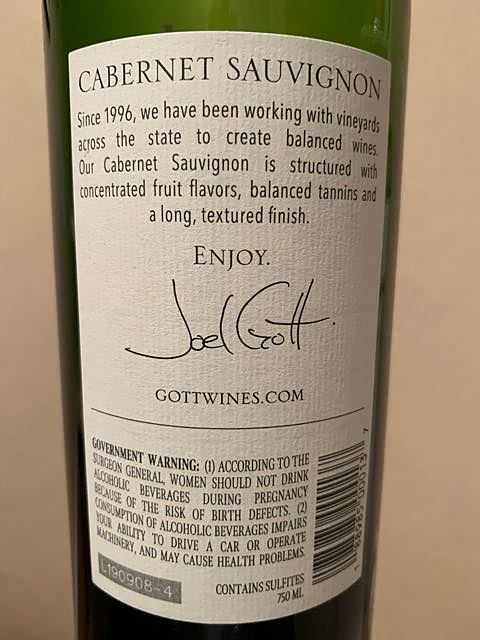 CABERNET SAUVIGNON
Since 1996, we have been working with vineyards
across the state to create balanced wines.
Our Cabernet Sauvignon is structured with
concentrated fruit flavors, balanced tannins and
a long, textured finish.
ENJOY.
Joel Gott
GOTTWINES.COM
GOVERNMENT WARNING: (1) ACCORDING TO THE
SURGEON GENERAL, WOMEN SHOULD NOT DRINK
ALCOHOLIC BEVERAGES DURING PREGNANCY
BECAUSE OF THE RISK OF BIRTH DEFECTS. (2)
CONSUMPTION OF ALCOHOLIC BEVERAGES IMPAIRS
YOUR ABILITY TO DRIVE A CAR OR OPERATE
MACHINERY, AND MAY CAUSE HEALTH PROBLEMS.
L190908-4
CONTAINS SULFITES
750 ML